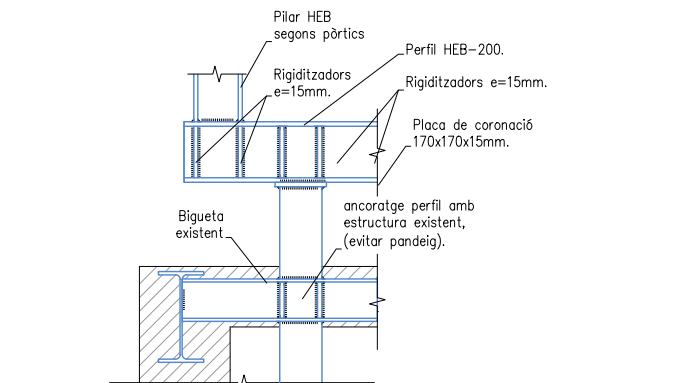 Pilar HEB
segons pòrtics
Perfil HEB-200.
Rigiditzadors
e=15mm.
Rigiditzadors e=15mm.
Placa de coronació
170x170x15mm.
ancoratge perfil amb
estructura existent,
(evitar pandeig).
Bigueta
existent